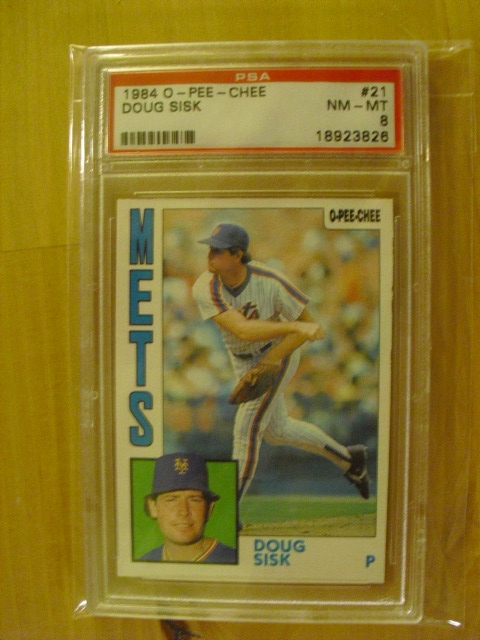 PSA
1984 O-PEE-CHEE #21
DOUG SISK NM-MT
8
18923826
O-PEE-CHEE
METS
DOUG
SISK P